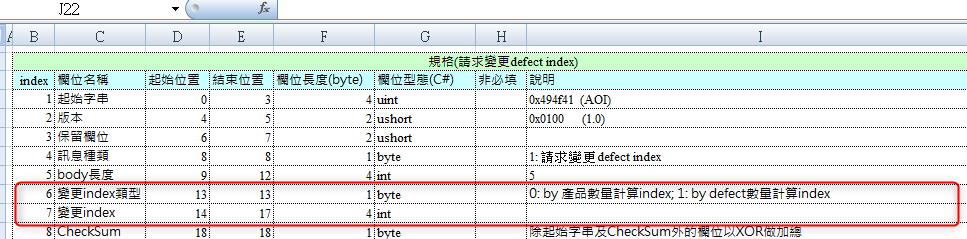 J22 fx
A B C D E F G H I
規格(請求變更defect index)
index 欄位名稱 起始位置 結束位置 欄位長度(byte) 欄位型態(C#) 非必填 說明
1 起始字串 0 3 4 uint 0x494f41 (AOI)
2 版本 4 5 2 ushort 0x0100 (1.0)
3 保留欄位 6 7 2 ushort
4 訊息種類 8 8 1 byte 1: 請求變更defect index
5 body長度 9 12 4 int 5
6 變更index類型 13 13 1 byte 0: by 產品數量計算index; 1: by defect數量計算index
7 變更index 14 17 4 int
8 CheckSum 18 18 1 byte 除起始字串及CheckSum外的欄位以XOR做加總